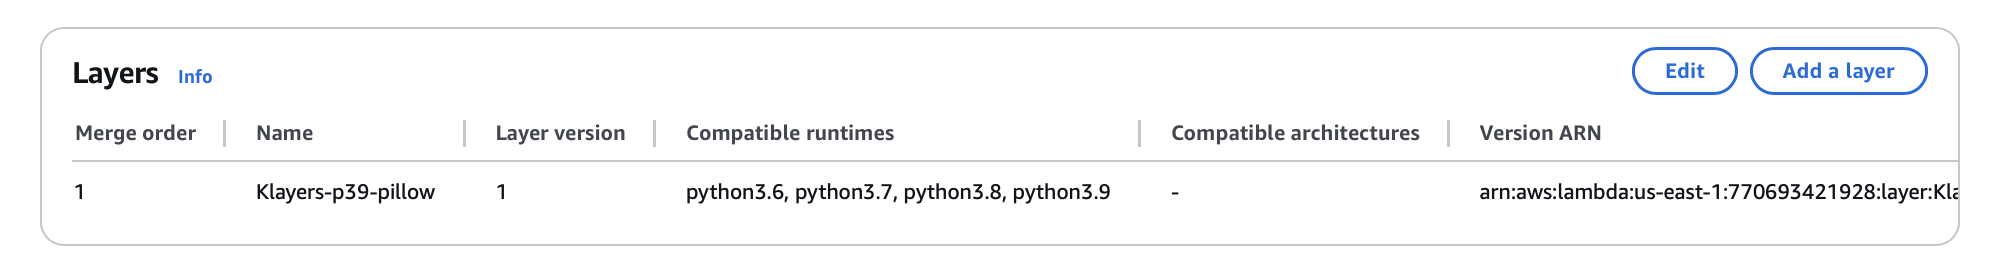 Layers Info
Edit
Add a layer
Merge order Name Layer version Compatible runtimes Compatible architectures Version ARN
1 Klayers-p39-pillow 1 python3.6, python3.7, python3.8, python3.9 - arn:aws:lambda:us-east-1:770693421928:layer:Kla